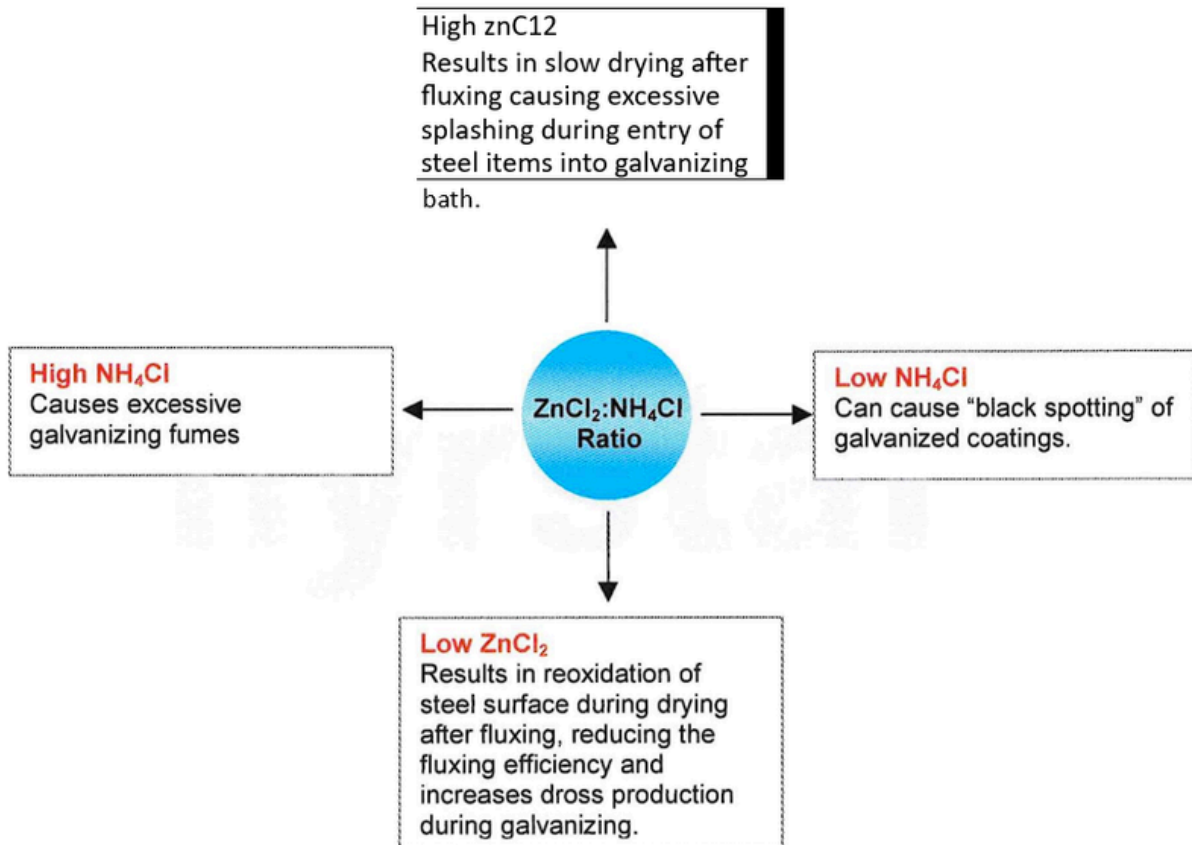 High znC12
Results in slow drying after
fluxing causing excessive
splashing during entry of
steel items into galvanizing
bath.
High NH₄Cl
Causes excessive
galvanizing fumes
ZnCl₂:NH₄Cl
Ratio
Low NH₄Cl
Can cause “black spotting” of
galvanized coatings.
Low ZnCl₂
Results in reoxidation of
steel surface during drying
after fluxing, reducing the
fluxing efficiency and
increases dross production
during galvanizing.